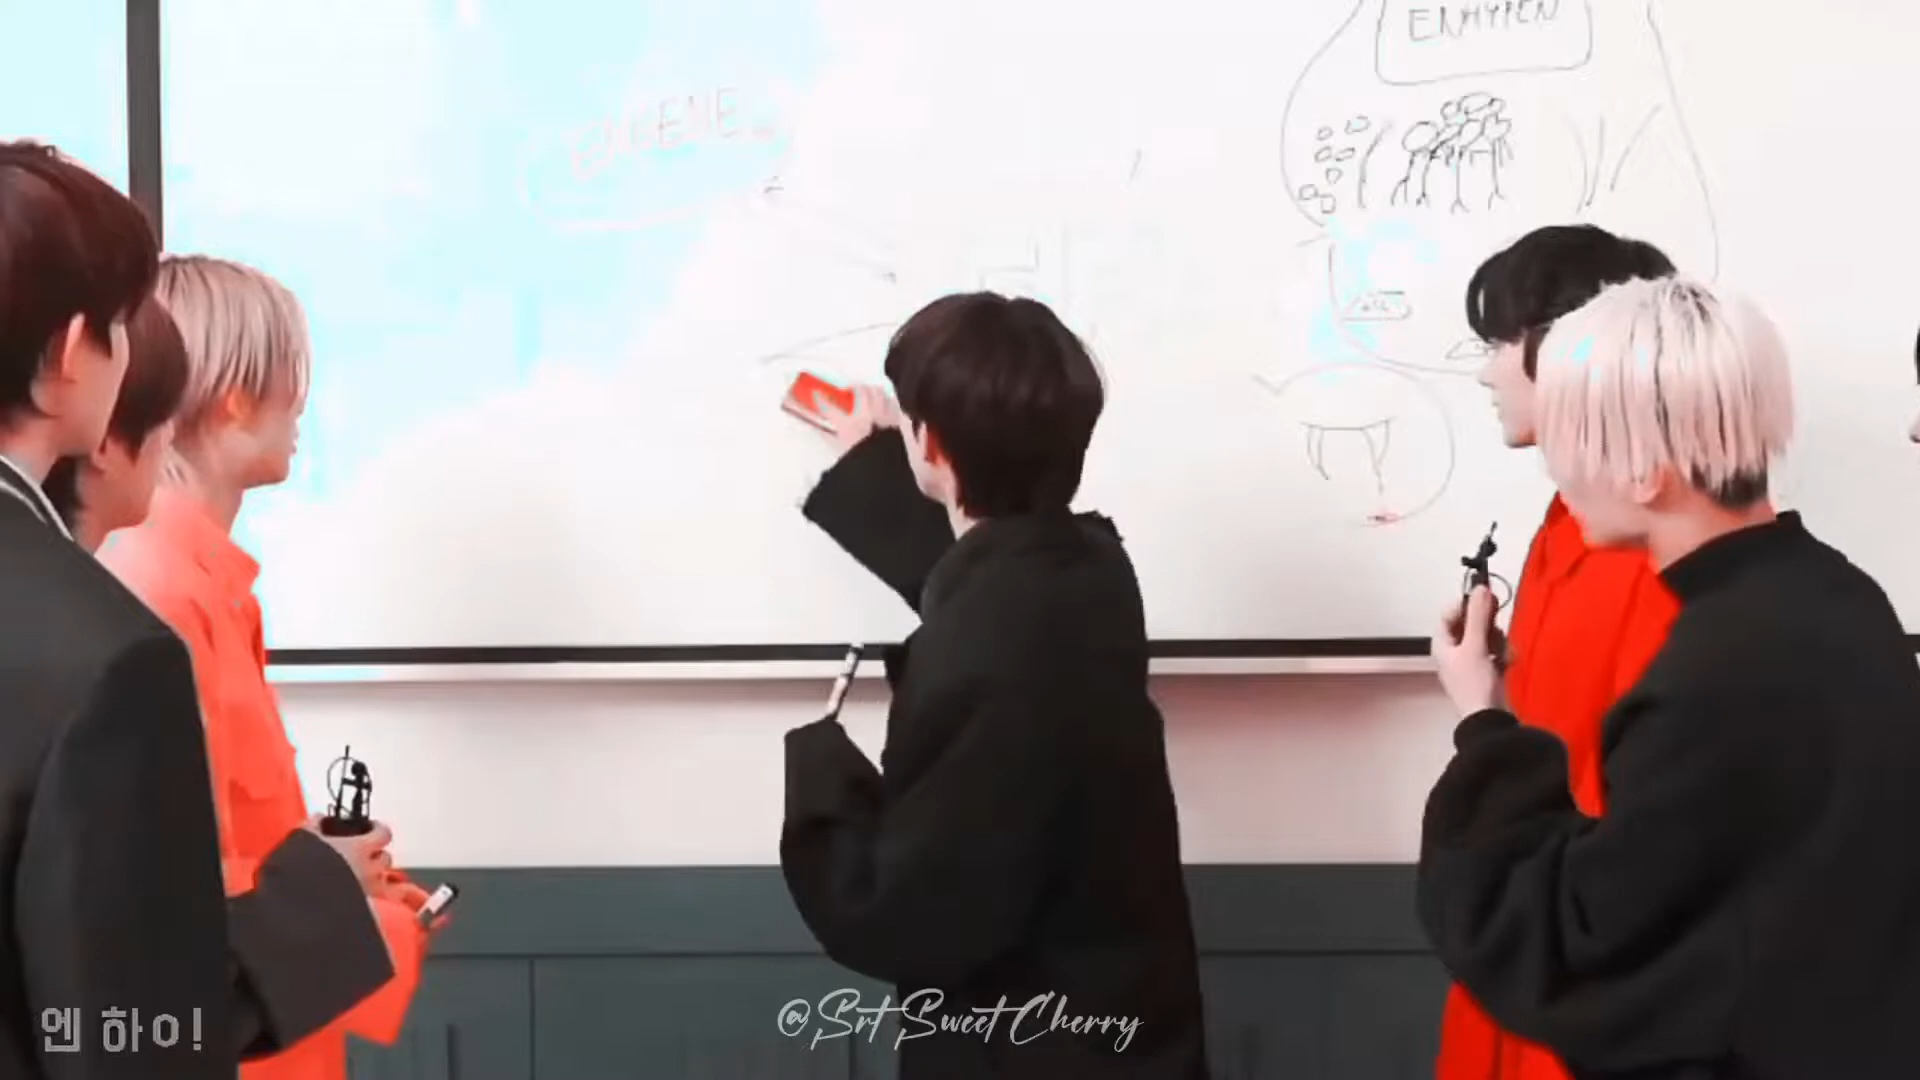 ENHYPEN
엔 하이!
@Srt Sweet Cherry